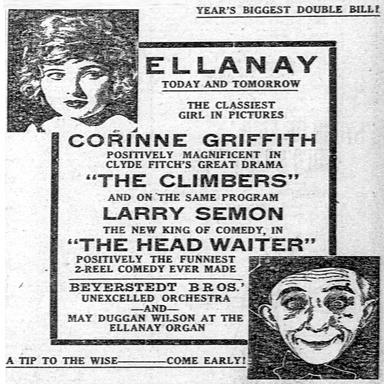 YEAR'S BIGGEST DOUBLE BILL!
ELLANAY
TODAY AND TOMORROW
THE CLASSIEST
GIRL IN PICTURES
CORINNE GRIFFITH
POSITIVELY MAGNIFICENT IN
CLYDE FITCH'S GREAT DRAMA
"THE CLIMBERS"
AND ON THE SAME PROGRAM
LARRY SEMON
THE NEW KING OF COMEDY, IN
"THE HEAD WAITER"
POSITIVELY THE FUNNIEST
2-REEL COMEDY EVER MADE
BEYERSTEDT BROS.'
UNEXCELLED ORCHESTRA
—AND—
MAY DUGGAN WILSON AT THE
ELLANAY ORGAN
A TIP TO THE WISE———COME EARLY!